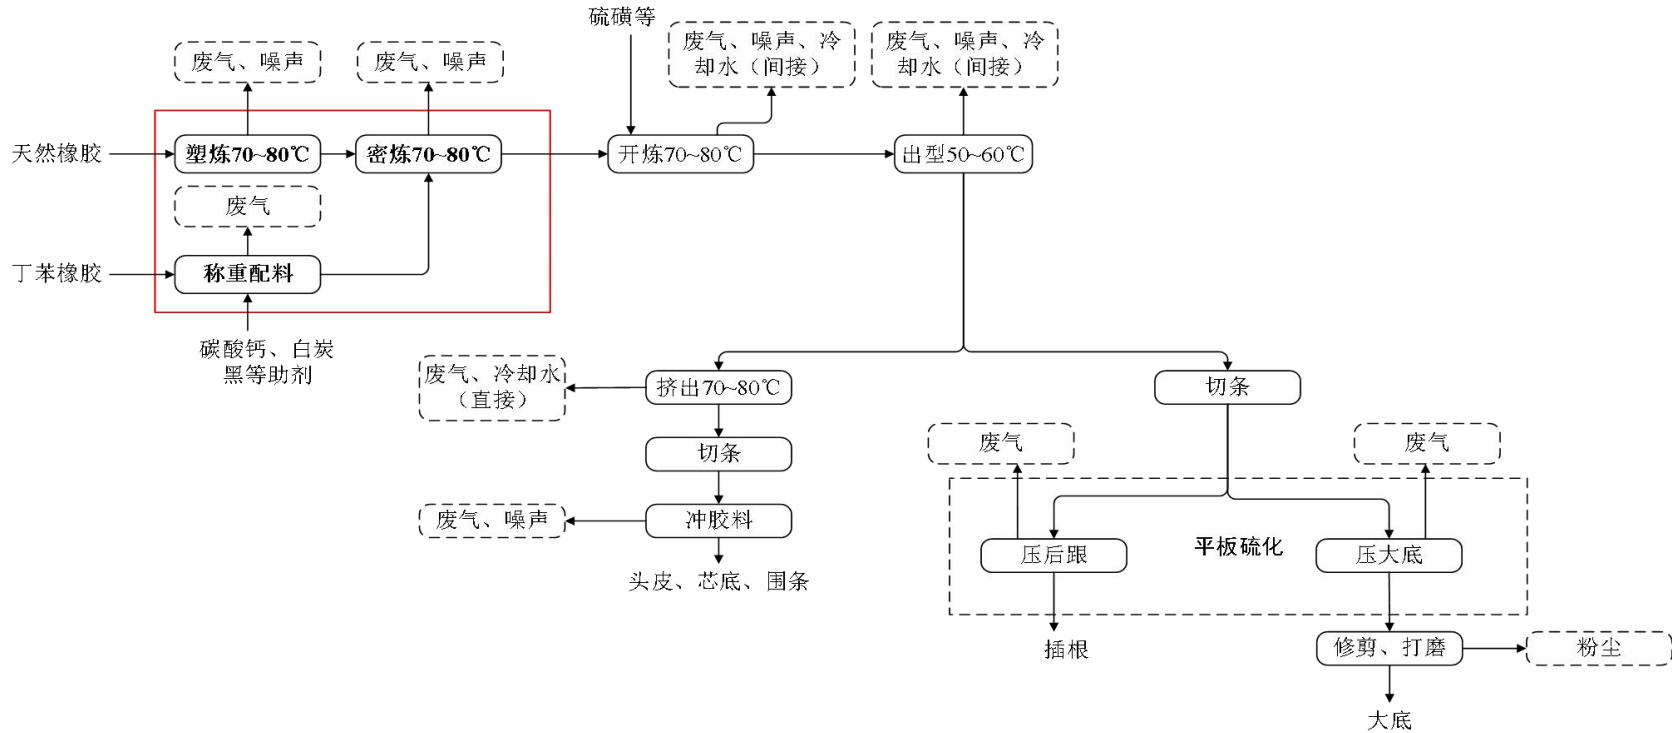 硫磺等
废气、噪声
废气、噪声
废气、噪声、冷
却水（间接）
废气、噪声、冷
却水（间接）
天然橡胶
塑炼70~80℃
密炼70~80℃
开炼70~80℃
出型50~60℃
废气
丁苯橡胶
称重配料
碳酸钙、白炭
黑等助剂
废气、冷却水
（直接）
挤出70~80℃
切条
切条
废气
废气
废气、噪声
冲胶料
头皮、芯底、围条
压后跟
平板硫化
压大底
插根
修剪、打磨
粉尘
大底